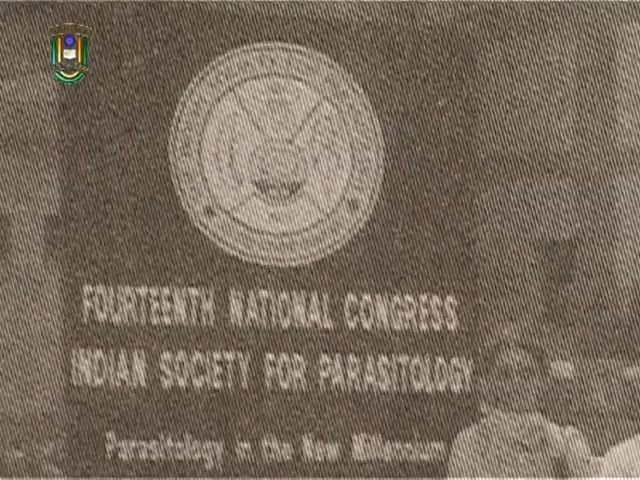 FOURTEENTH NATIONAL CONGRESS
INDIAN SOCIETY FOR PARASITOLOGY
Parasitology in the New Millennium